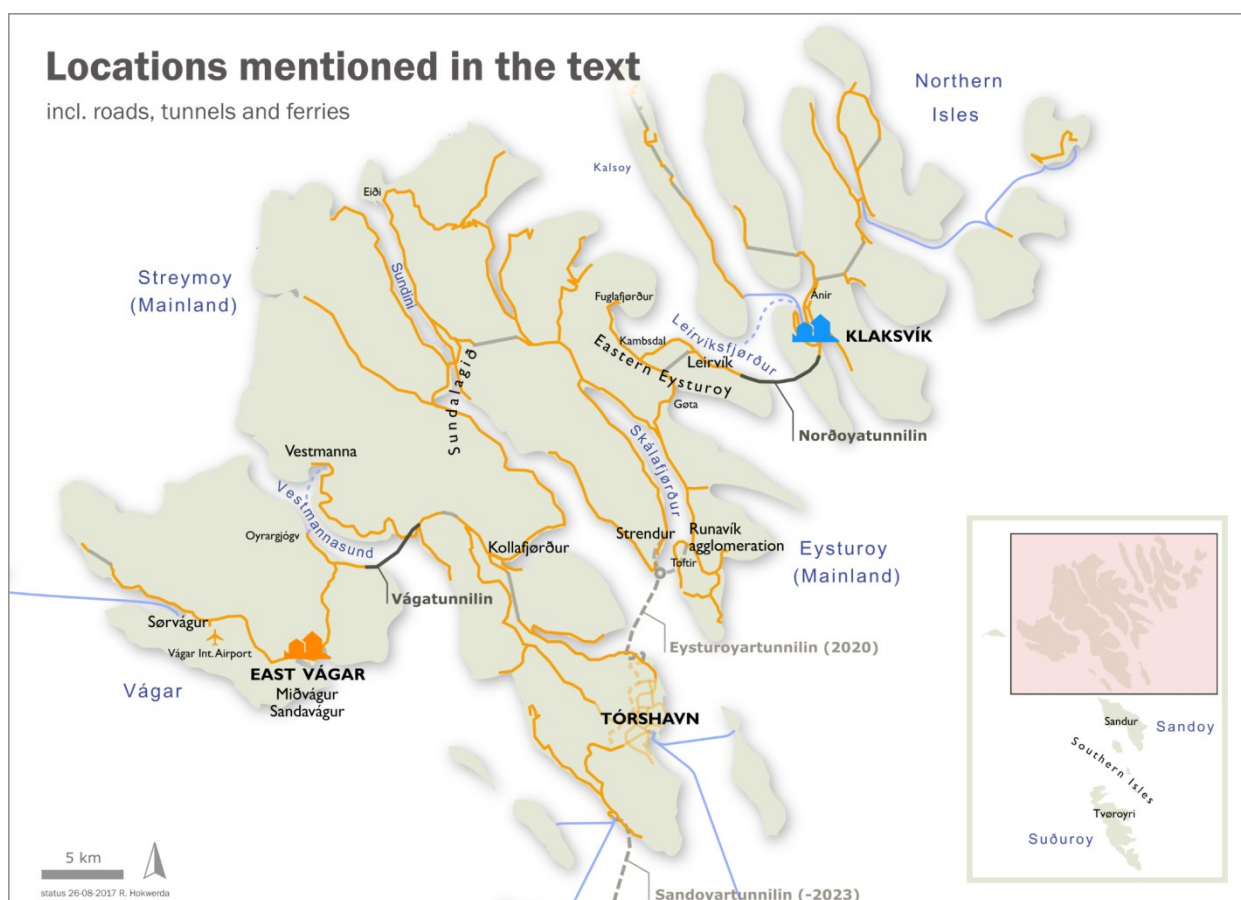 Locations mentioned in the text
incl. roads, tunnels and ferries
Northern
Isles
Kalsoy
Eiði
Streymoy
(Mainland)
Sundini
Fuglafjørður
Ánir
KLAKSVÍK
Leirvíksfjørður
Kambsdal
Leirvík
Eastern Eysturoy
Sundalagið
Gøta
Norðoyatunnilin
Vestmanna
Vestmannasund
Skálafjørður
Oyrargjógv
Kollafjørður
Strendur
Runavík
agglomeration
Toftir
Eysturoy
(Mainland)
Vágatunnilin
Sørvágur
Vágar Int. Airport
Eysturoyartunnilin (2020)
EAST VÁGAR
Miðvágur
Sandavágur
Vágar
TÓRSHAVN
Sandur
Sandoy
Southern Isles
Tvøroyri
Suðuroy
5 km
status 26-08-2017 R. Hokwerda
Sandoyartunnilin (-2023)